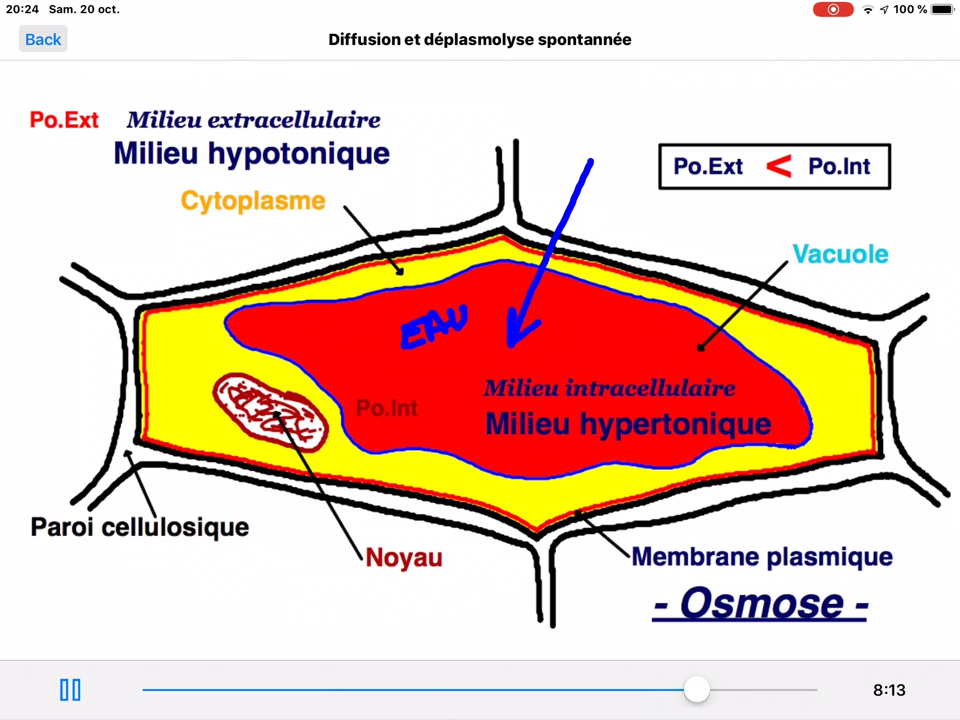 20:24 Sam. 20 oct.
100 %
Back
Diffusion et déplasmolyse spontannée
Po.Ext Milieu extracellulaire
Milieu hypotonique
Po.Ext < Po.Int
Cytoplasme
Vacuole
EAU
Milieu intracellulaire
Po.Int
Milieu hypertonique
Paroi cellulosique
Noyau
Membrane plasmique
- Osmose -
8:13